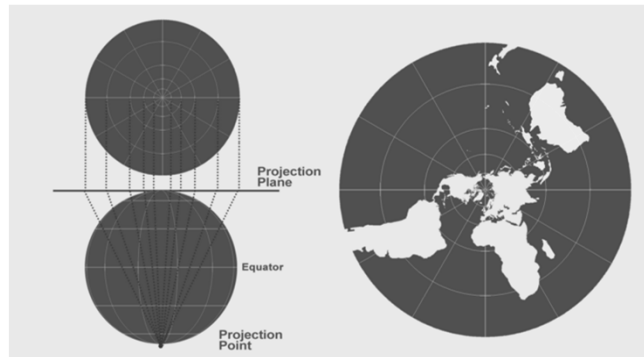 Projection
Plane
Equator
Projection
Point